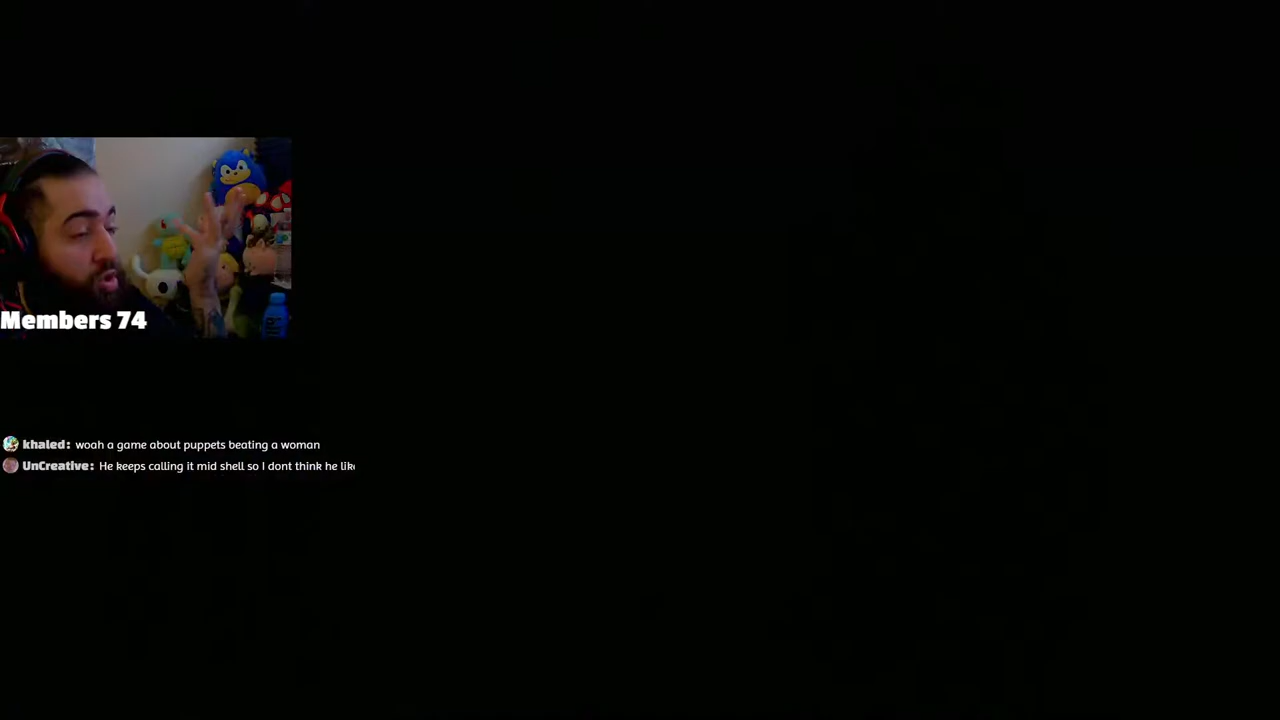 Members 74
khaled: woah a game about puppets beating a woman
UnCreative: He keeps calling it mid shell so I dont think he lik